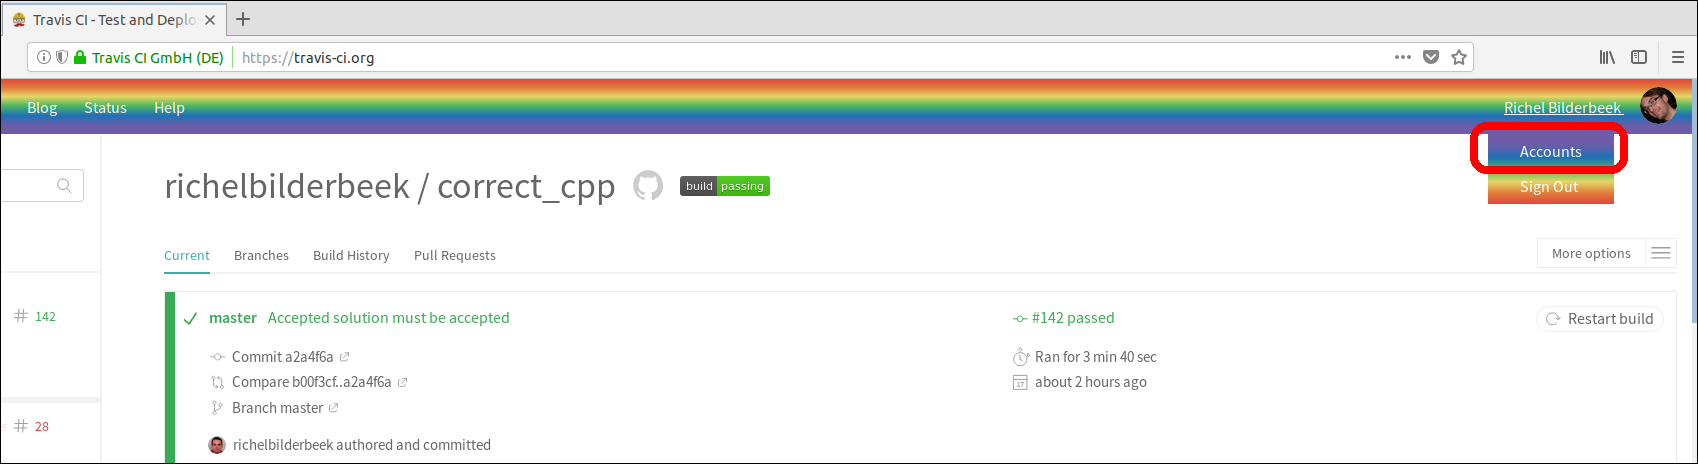 Travis CI - Test and Deplo
Travis CI GmbH (DE) https://travis-ci.org
Blog Status Help Richel Bilderbeek
Accounts
Sign Out
richelbilderbeek / correct_cpp build passing
Current Branches Build History Pull Requests More options
# 142
master Accepted solution must be accepted
#142 passed
Restart build
Commit a2a4f6a
Ran for 3 min 40 sec
Compare b00f3cf..a2a4f6a
about 2 hours ago
Branch master
# 28
richelbilderbeek authored and committed